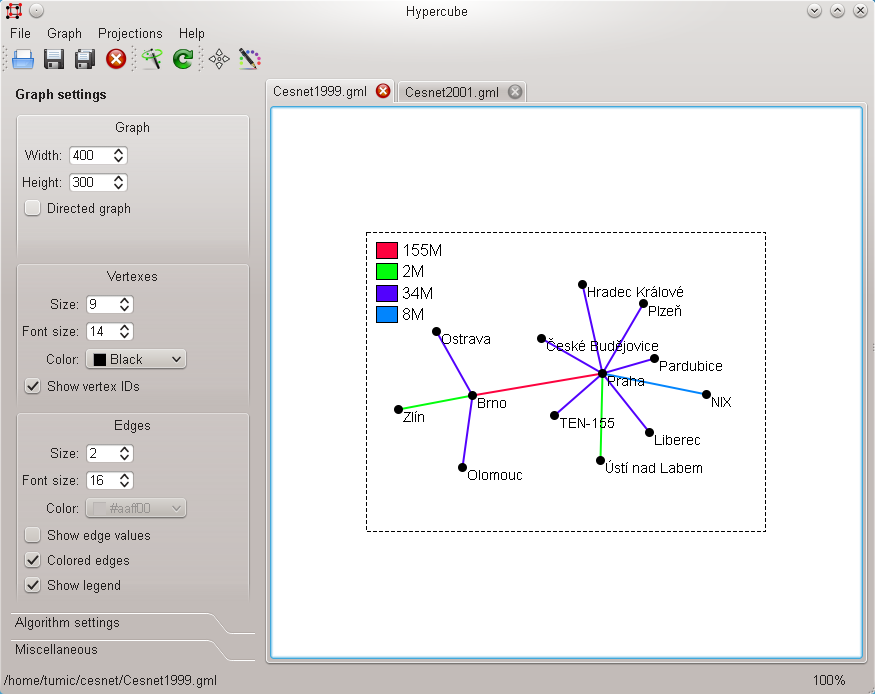 Hypercube
File Graph Projections Help
Graph settings
Cesnet1999.gml Cesnet2001.gml
Graph
Width: 400
Height: 300
Directed graph
Vertexes
Size: 9
Font size: 14
Color: Black
Show vertex IDs
Edges
Size: 2
Font size: 16
Color: #aaff00
Show edge values
Colored edges
Show legend
Algorithm settings
Miscellaneous
155M
2M
34M
8M
Hradec Králové
Plzeň
Ostrava
České Budějovice
Pardubice
Praha
Brno
NIX
Zlín
TEN-155
Liberec
Olomouc
Ústí nad Labem
/home/tumic/cesnet/Cesnet1999.gml 100%